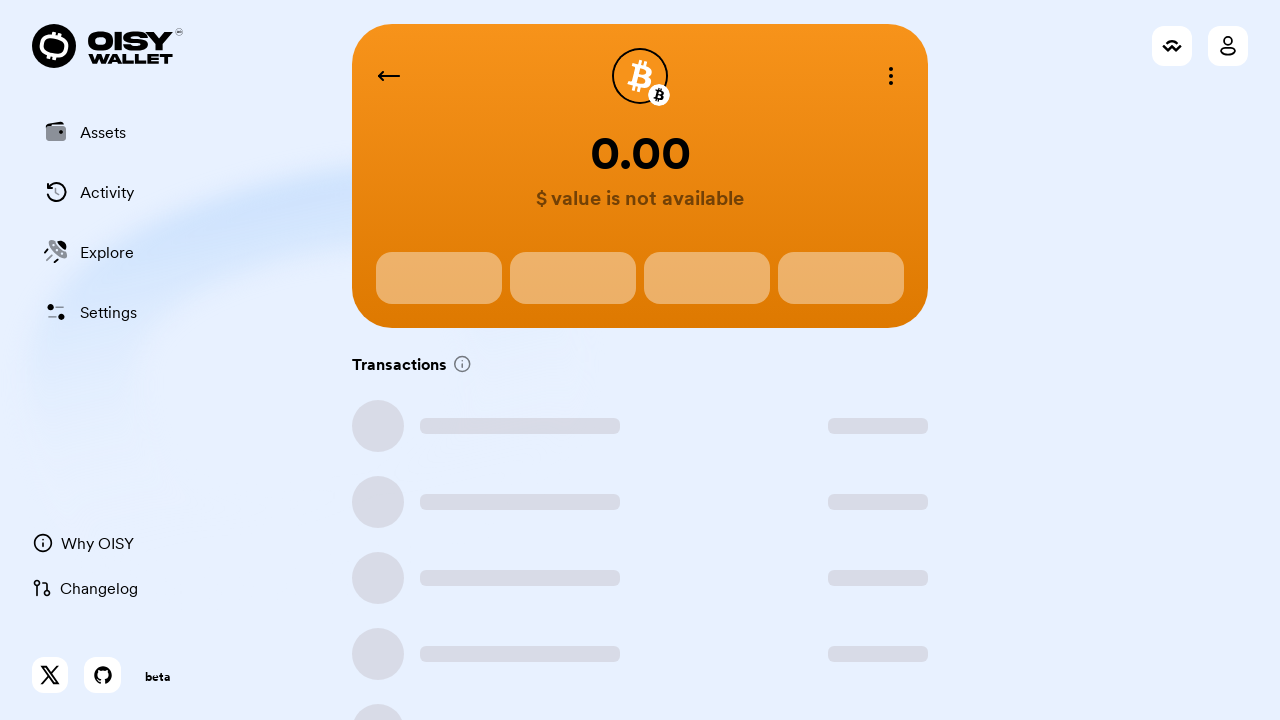 OISY
WALLET
Assets
Activity
Explore
Settings
Why OISY
Changelog
beta
0.00
$ value is not available
Transactions